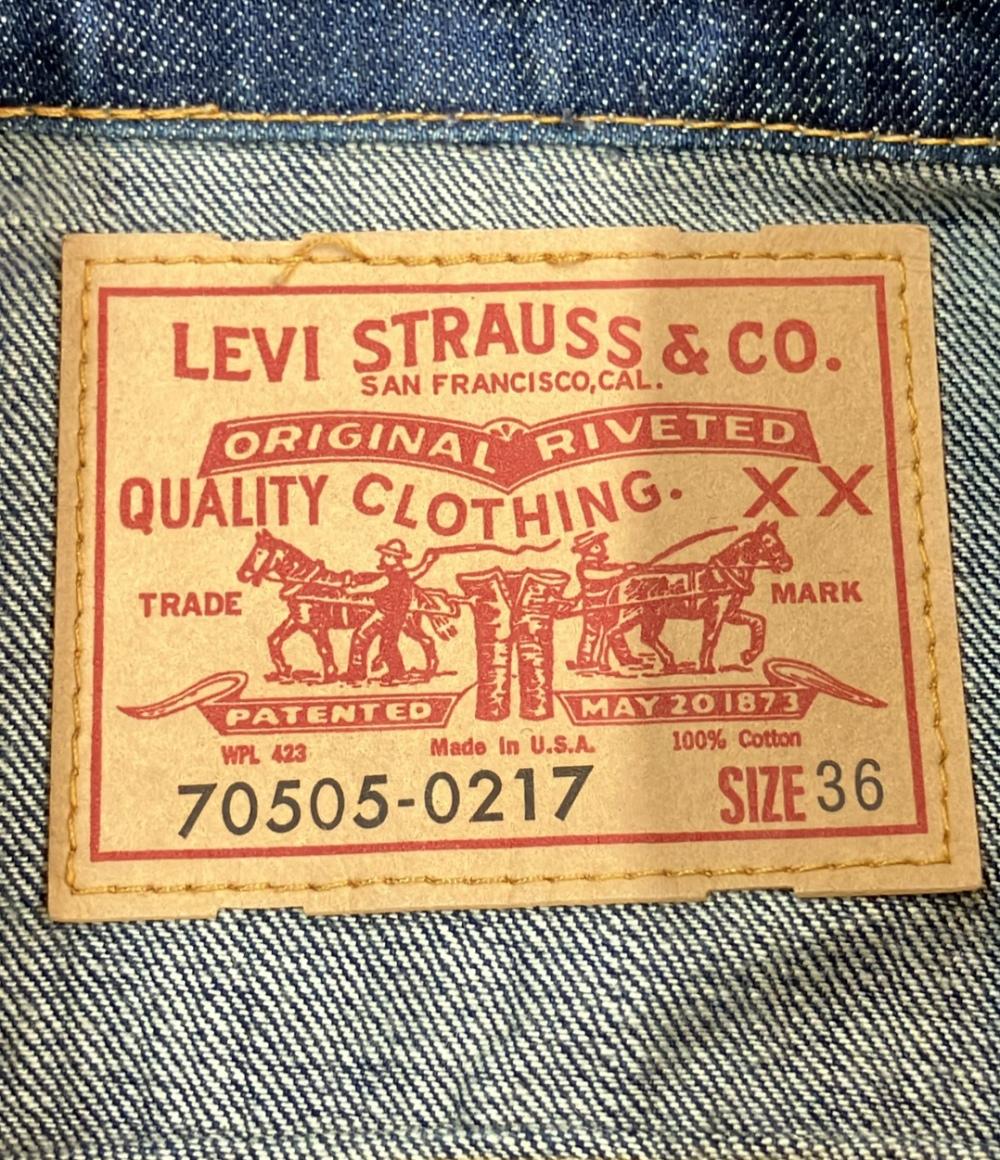 LEVI STRAUSS & CO.
SAN FRANCISCO, CAL.
ORIGINAL RIVETED
QUALITY CLOTHING. XX
TRADE MARK
PATENTED MAY 20 1873
WPL 423 Made in U.S.A. 100% Cotton
70505-0217 SIZE 36